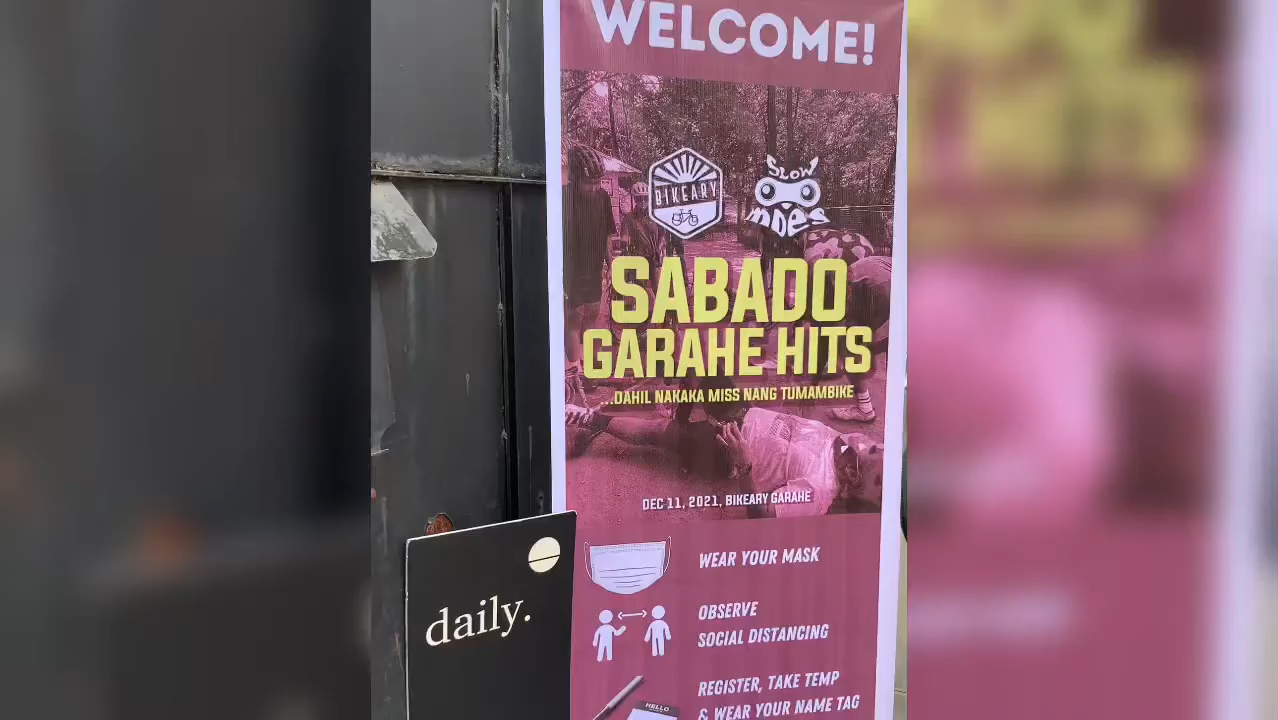 WELCOME!
BIKEARY
SLOW
MOES
SABADO
GARAHE HITS
...DAHIL NAKAKA MISS NANG TUMAMBIKE
DEC 11, 2021, BIKEARY GARAHE
WEAR YOUR MASK
OBSERVE
SOCIAL DISTANCING
REGISTER, TAKE TEMP
& WEAR YOUR NAME TAG
HELLO
daily.